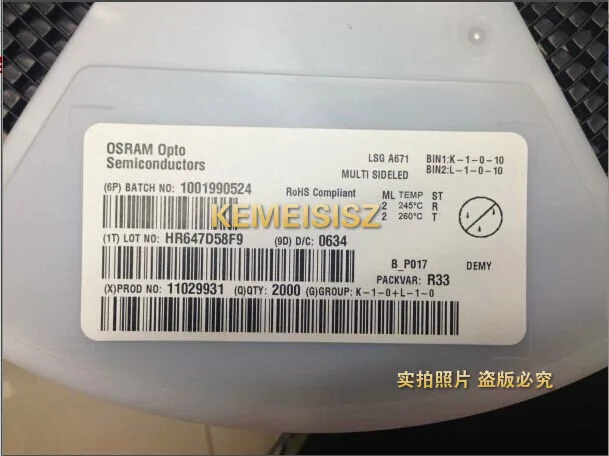 OSRAM Opto
Semiconductors
LSG A671 BIN1:K-1-0-10
MULTI SIDELED BIN2:L-1-0-10
(6P) BATCH NO: 1001990524
RoHS Compliant
ML TEMP ST
2 245°C R
2 260°C T
KEMEISISZ
(1T) LOT NO: HR647D58F9 (9D) D/C: 0634
B_P017 DEMY
PACKVAR: R33
(X)PROD NO: 11029931 (Q)QTY: 2000 (G)GROUP: K-1-0+L-1-0
实拍照片 盗版必究